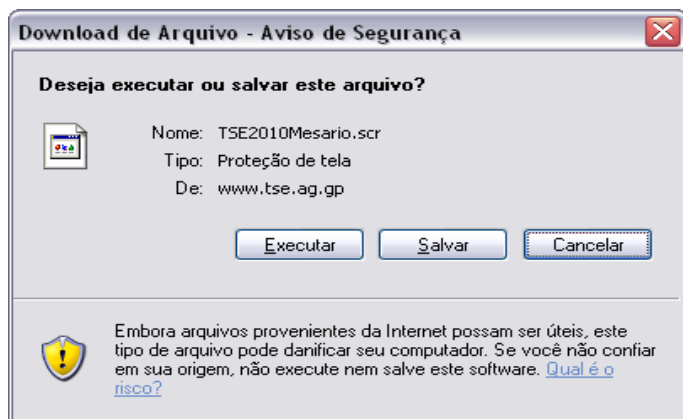 Download de Arquivo - Aviso de Segurança
Deseja executar ou salvar este arquivo?
Nome: TSE2010Mesario.scr
Tipo: Proteção de tela
De: www.tse.ag.gp
Executar Salvar Cancelar
Embora arquivos provenientes da Internet possam ser úteis, este
tipo de arquivo pode danificar seu computador. Se você não confiar
em sua origem, não execute nem salve este software. Qual é o
risco?